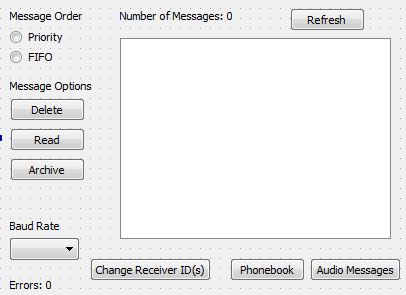 Message Order
Number of Messages: 0
Refresh
Priority
FIFO
Message Options
Delete
Read
Archive
Baud Rate
Change Receiver ID(s)
Phonebook
Audio Messages
Errors: 0